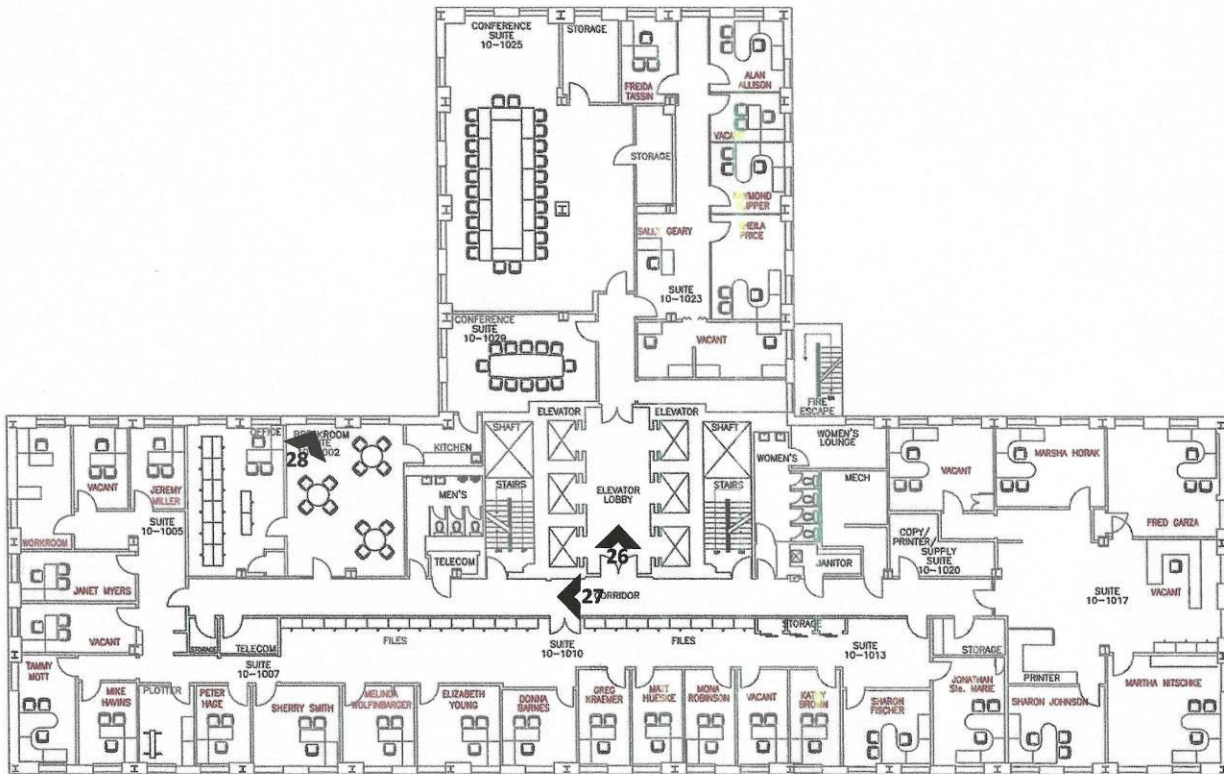 CONFERENCE
SUITE
10-1025
STORAGE
FREIDA
TASSIN
ALAN
ALLISON
STORAGE
SALLY GEARY
SUITE
10-1023
VACANT
CONFERENCE
SUITE
10-1029
FIRE
ESCAPE
ELEVATOR
ELEVATOR
SHAFT
SHAFT
STAIRS
STAIRS
ELEVATOR
LOBBY
26
27
CORRIDOR
28
OFFICE
KITCHEN
MEN'S
TELECOM
WOMEN'S
WOMEN'S
LOUNGE
MECH
JANITOR
VACANT
COPY/
PRINTER/
SUPPLY
SUITE
10-1020
MARSHA HORAK
FRED GARZA
VACANT
SUITE
10-1017
VACANT
JEREMY
MILLER
SUITE
10-1005
WORKROOM
JANET MYERS
VACANT
STORAGE
TELECOM
FILES
SUITE
10-1010
FILES
STORAGE
SUITE
10-1013
STORAGE
SUITE
10-1007
TAMMY
MOTT
MIKE
HAVINS
PLOTTER
PETER
HAGE
SHERRY SMITH
MELINDA
WOLFINBARGER
ELIZABETH
YOUNG
DONNA
BARNES
GREG
KRAEMER
MATT
HUESKE
MONA
ROBINSON
VACANT
KATHY
BROWN
SHARON
FISCHER
JONATHAN
Ste. MARIE
PRINTER
SHARON JOHNSON
MARTHA NITSCHKE